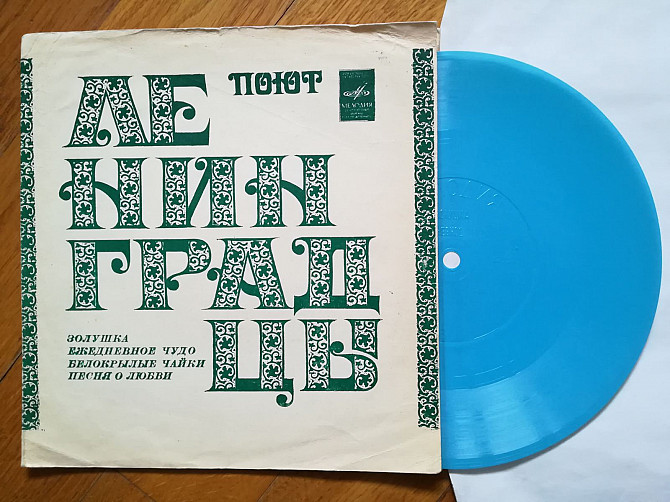 ПОЮТ
ЛЕ
НИН
ГРАД
ЦЫ
МЕЛОДИЯ
ЗОЛУШКА
ЕЖЕДНЕВНОЕ ЧУДО
БЕЛОКРЫЛЫЕ ЧАЙКИ
ПЕСНЯ О ЛЮБВИ